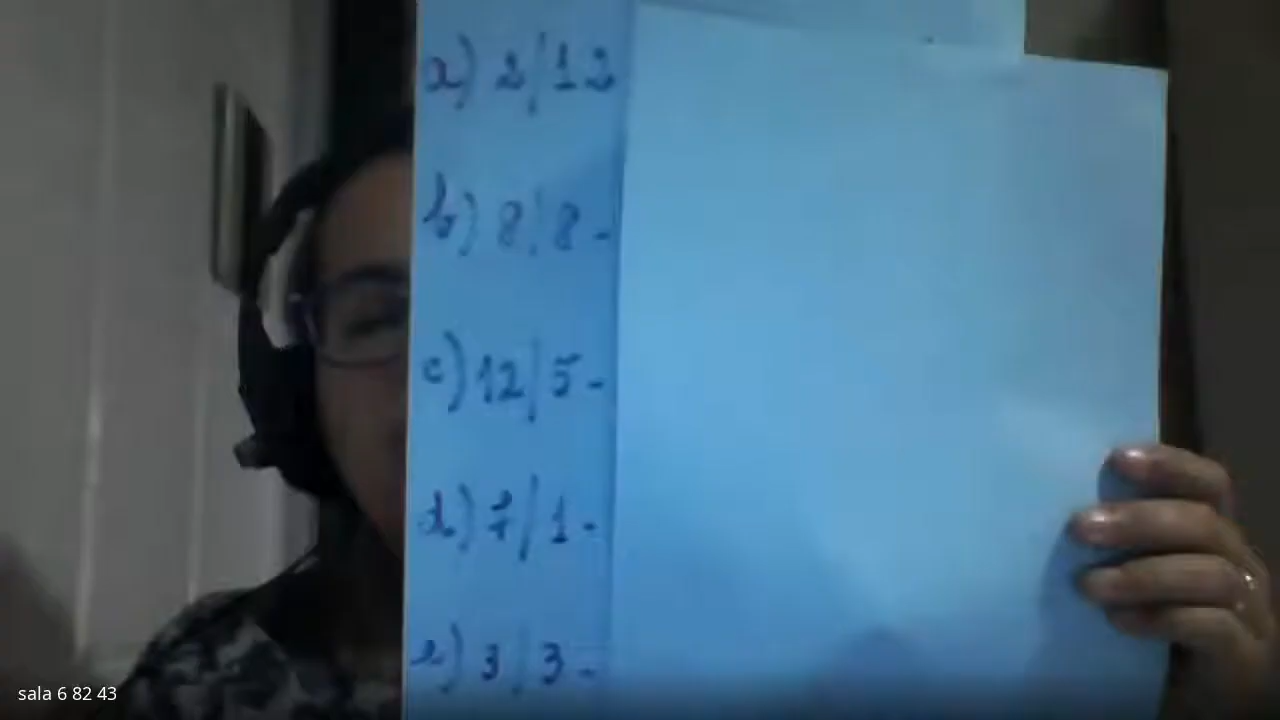 a) 2/12
b) 8/8 -
c) 12/5 -
d) 7/1 -
e) 3/3 -
sala 6 82 43